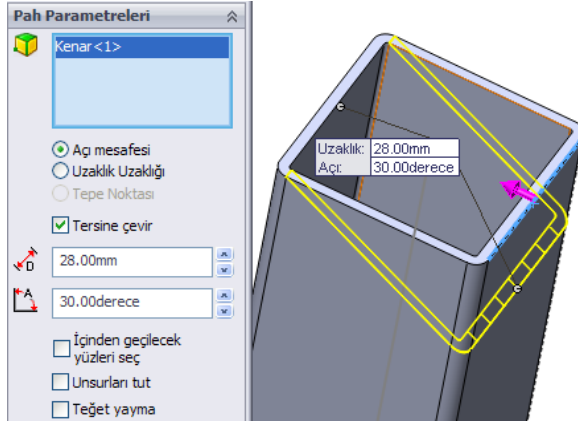 Pah Parametreleri
Kenar<1>
Açı mesafesi
Uzaklık Uzaklığı
Tepe Noktası
Tersine çevir
D
28.00mm
A
30.00derece
İçinden geçilecek
yüzleri seç
Unsurları tut
Teğet yayma
Uzaklık: 28.00mm
Açı: 30.00derece